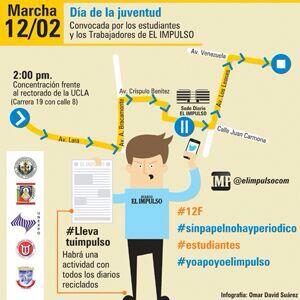 Marcha
12/02
Día de la juventud
Convocada por los estudiantes
y los Trabajadores de EL IMPULSO
2:00 pm.
Concentración frente
al rectorado de la UCLA
(Carrera 19 con calle 8)
Av. Venezuela
Av. Los Leones
Av. Crispulo Benitez
Sede Diario
EL IMPULSO
Av. A. Bracamonte
Calle Juan Carmona
Av. Lara
@elimpulsocom
DIARIO
EL IMPULSO
EL IMPULSO
#Lleva
tuimpulso
Habrá una
actividad con
todos los diarios
reciclados
#12F
#sinpapelnohayperiodico
#estudiantes
#yoapoyoelimpulso
Infografía: Omar David Suárez